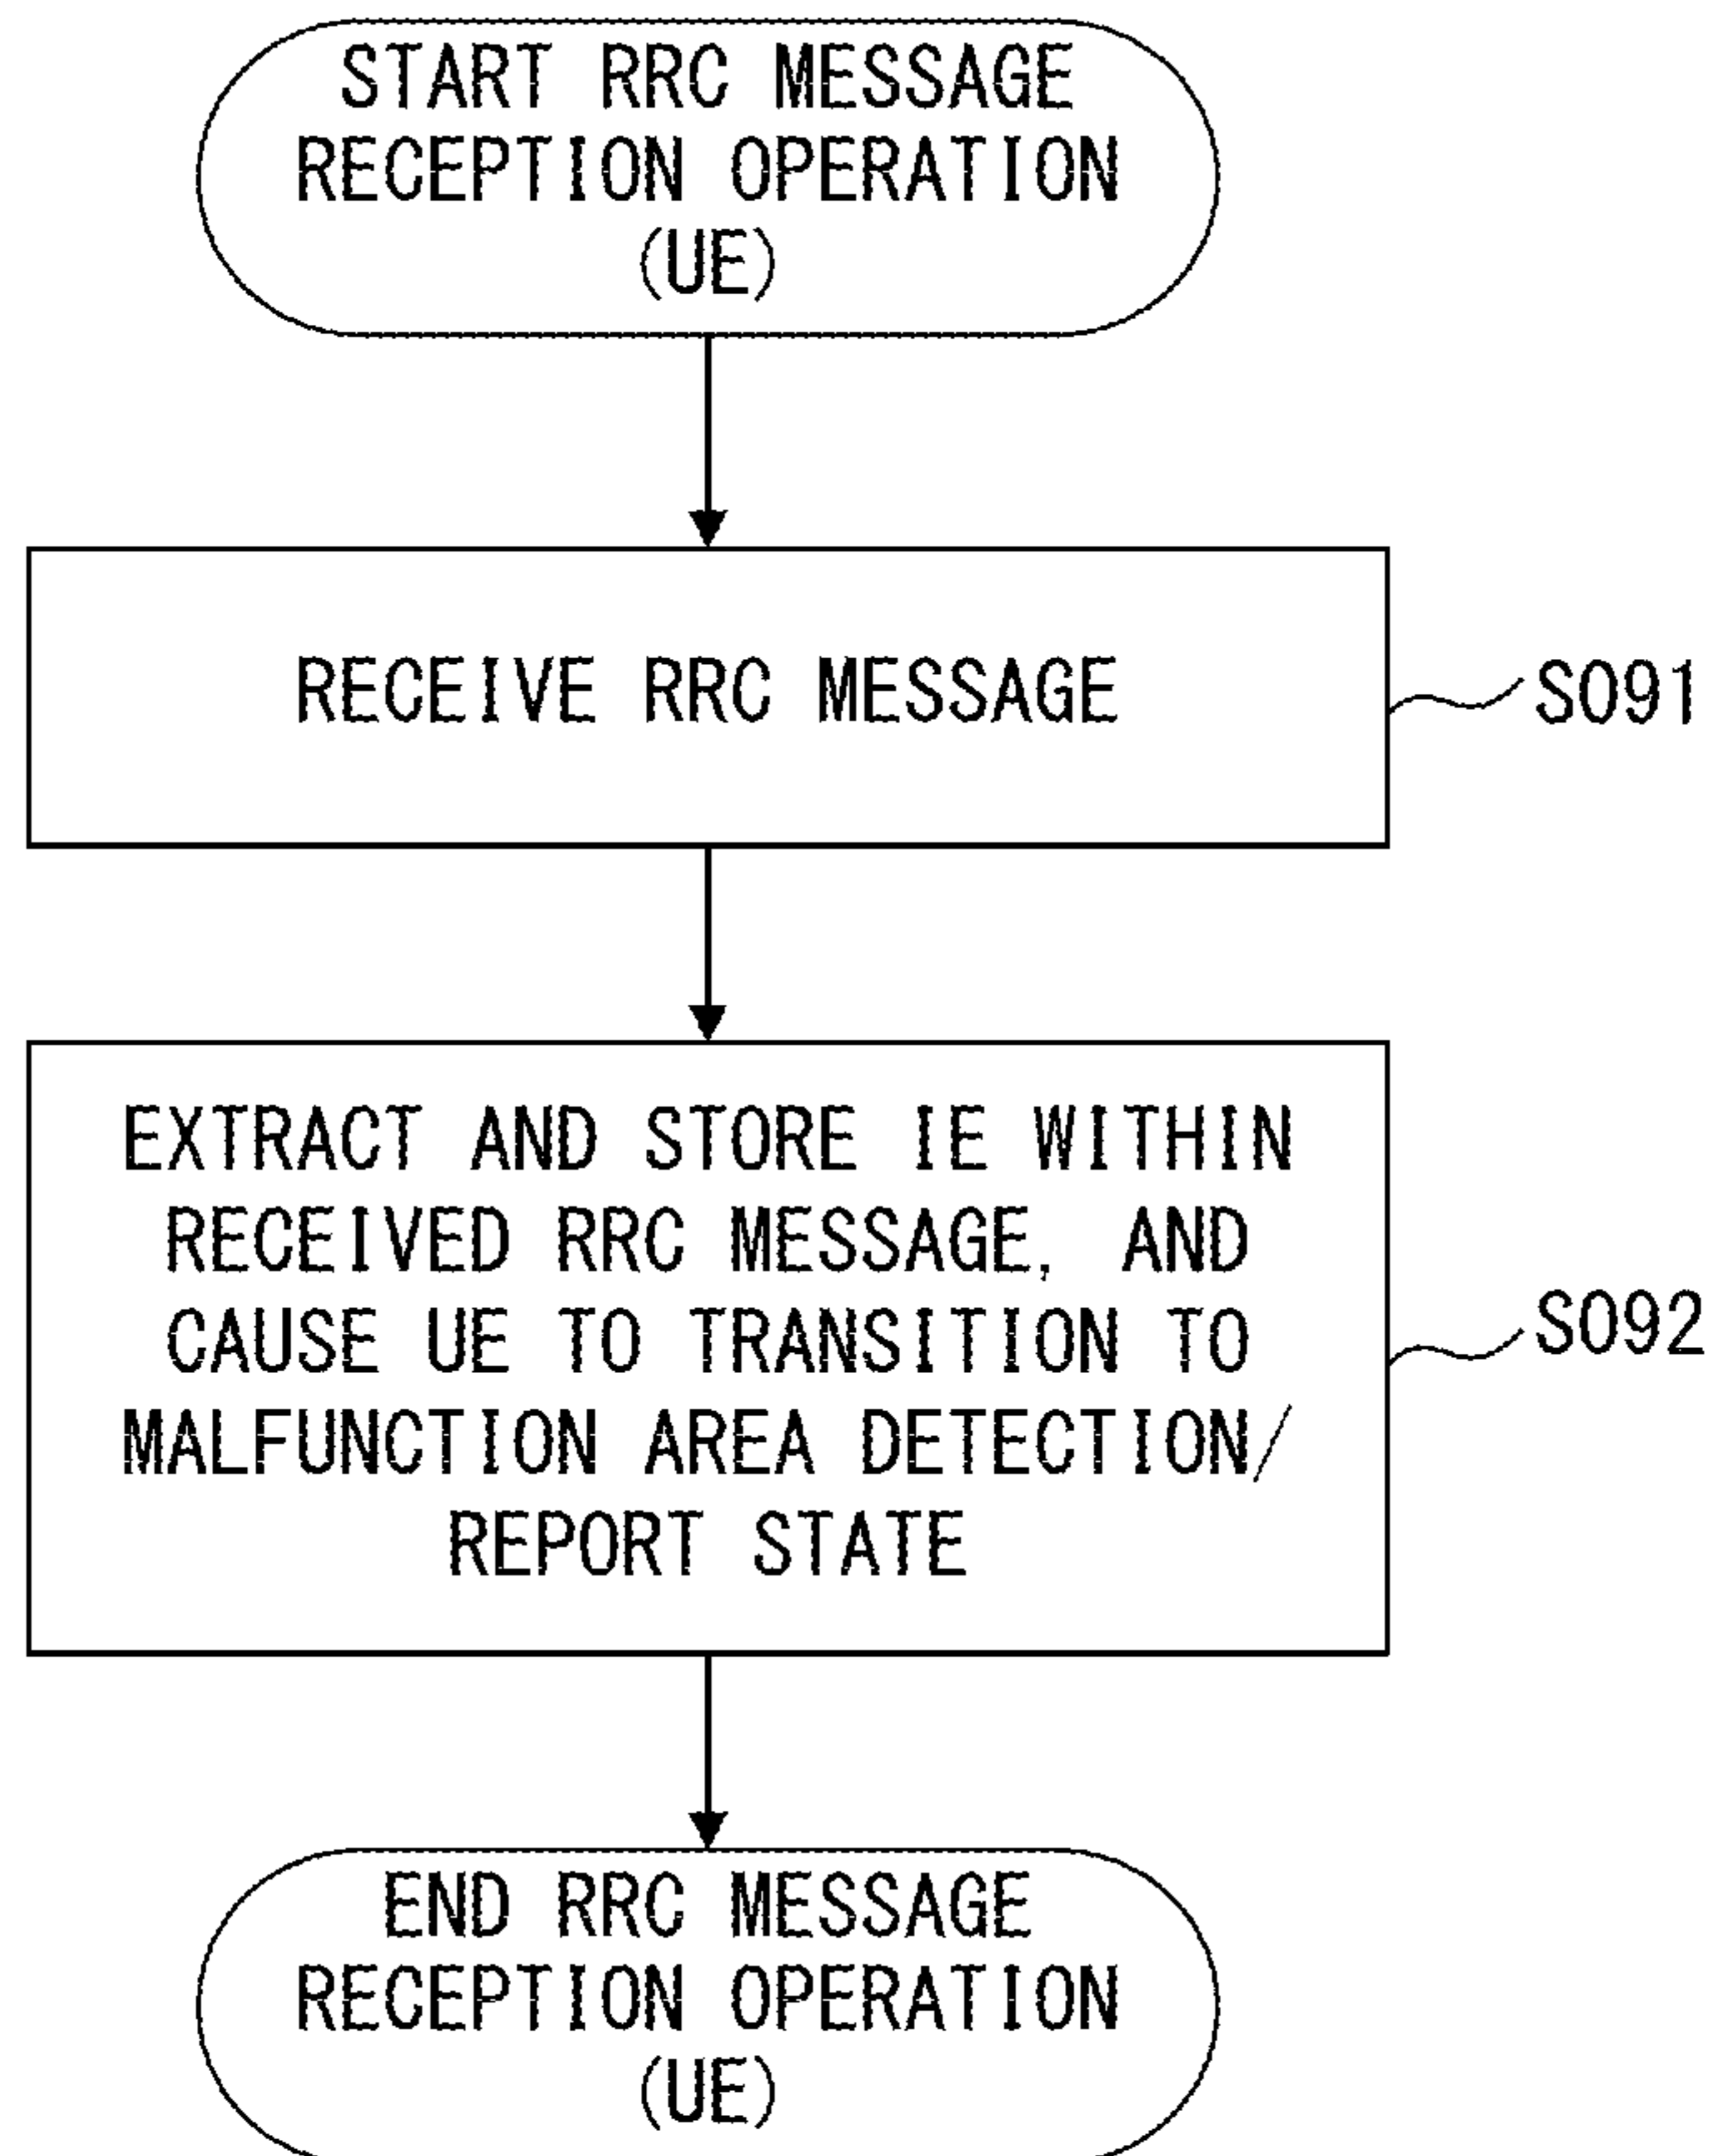 START RRC MESSAGE
RECEPTION OPERATION
(UE)
RECEIVE RRC MESSAGE
S091
EXTRACT AND STORE IE WITHIN
RECEIVED RRC MESSAGE, AND
CAUSE UE TO TRANSITION TO
MALFUNCTION AREA DETECTION/
REPORT STATE
S092
END RRC MESSAGE
RECEPTION OPERATION
(UE)